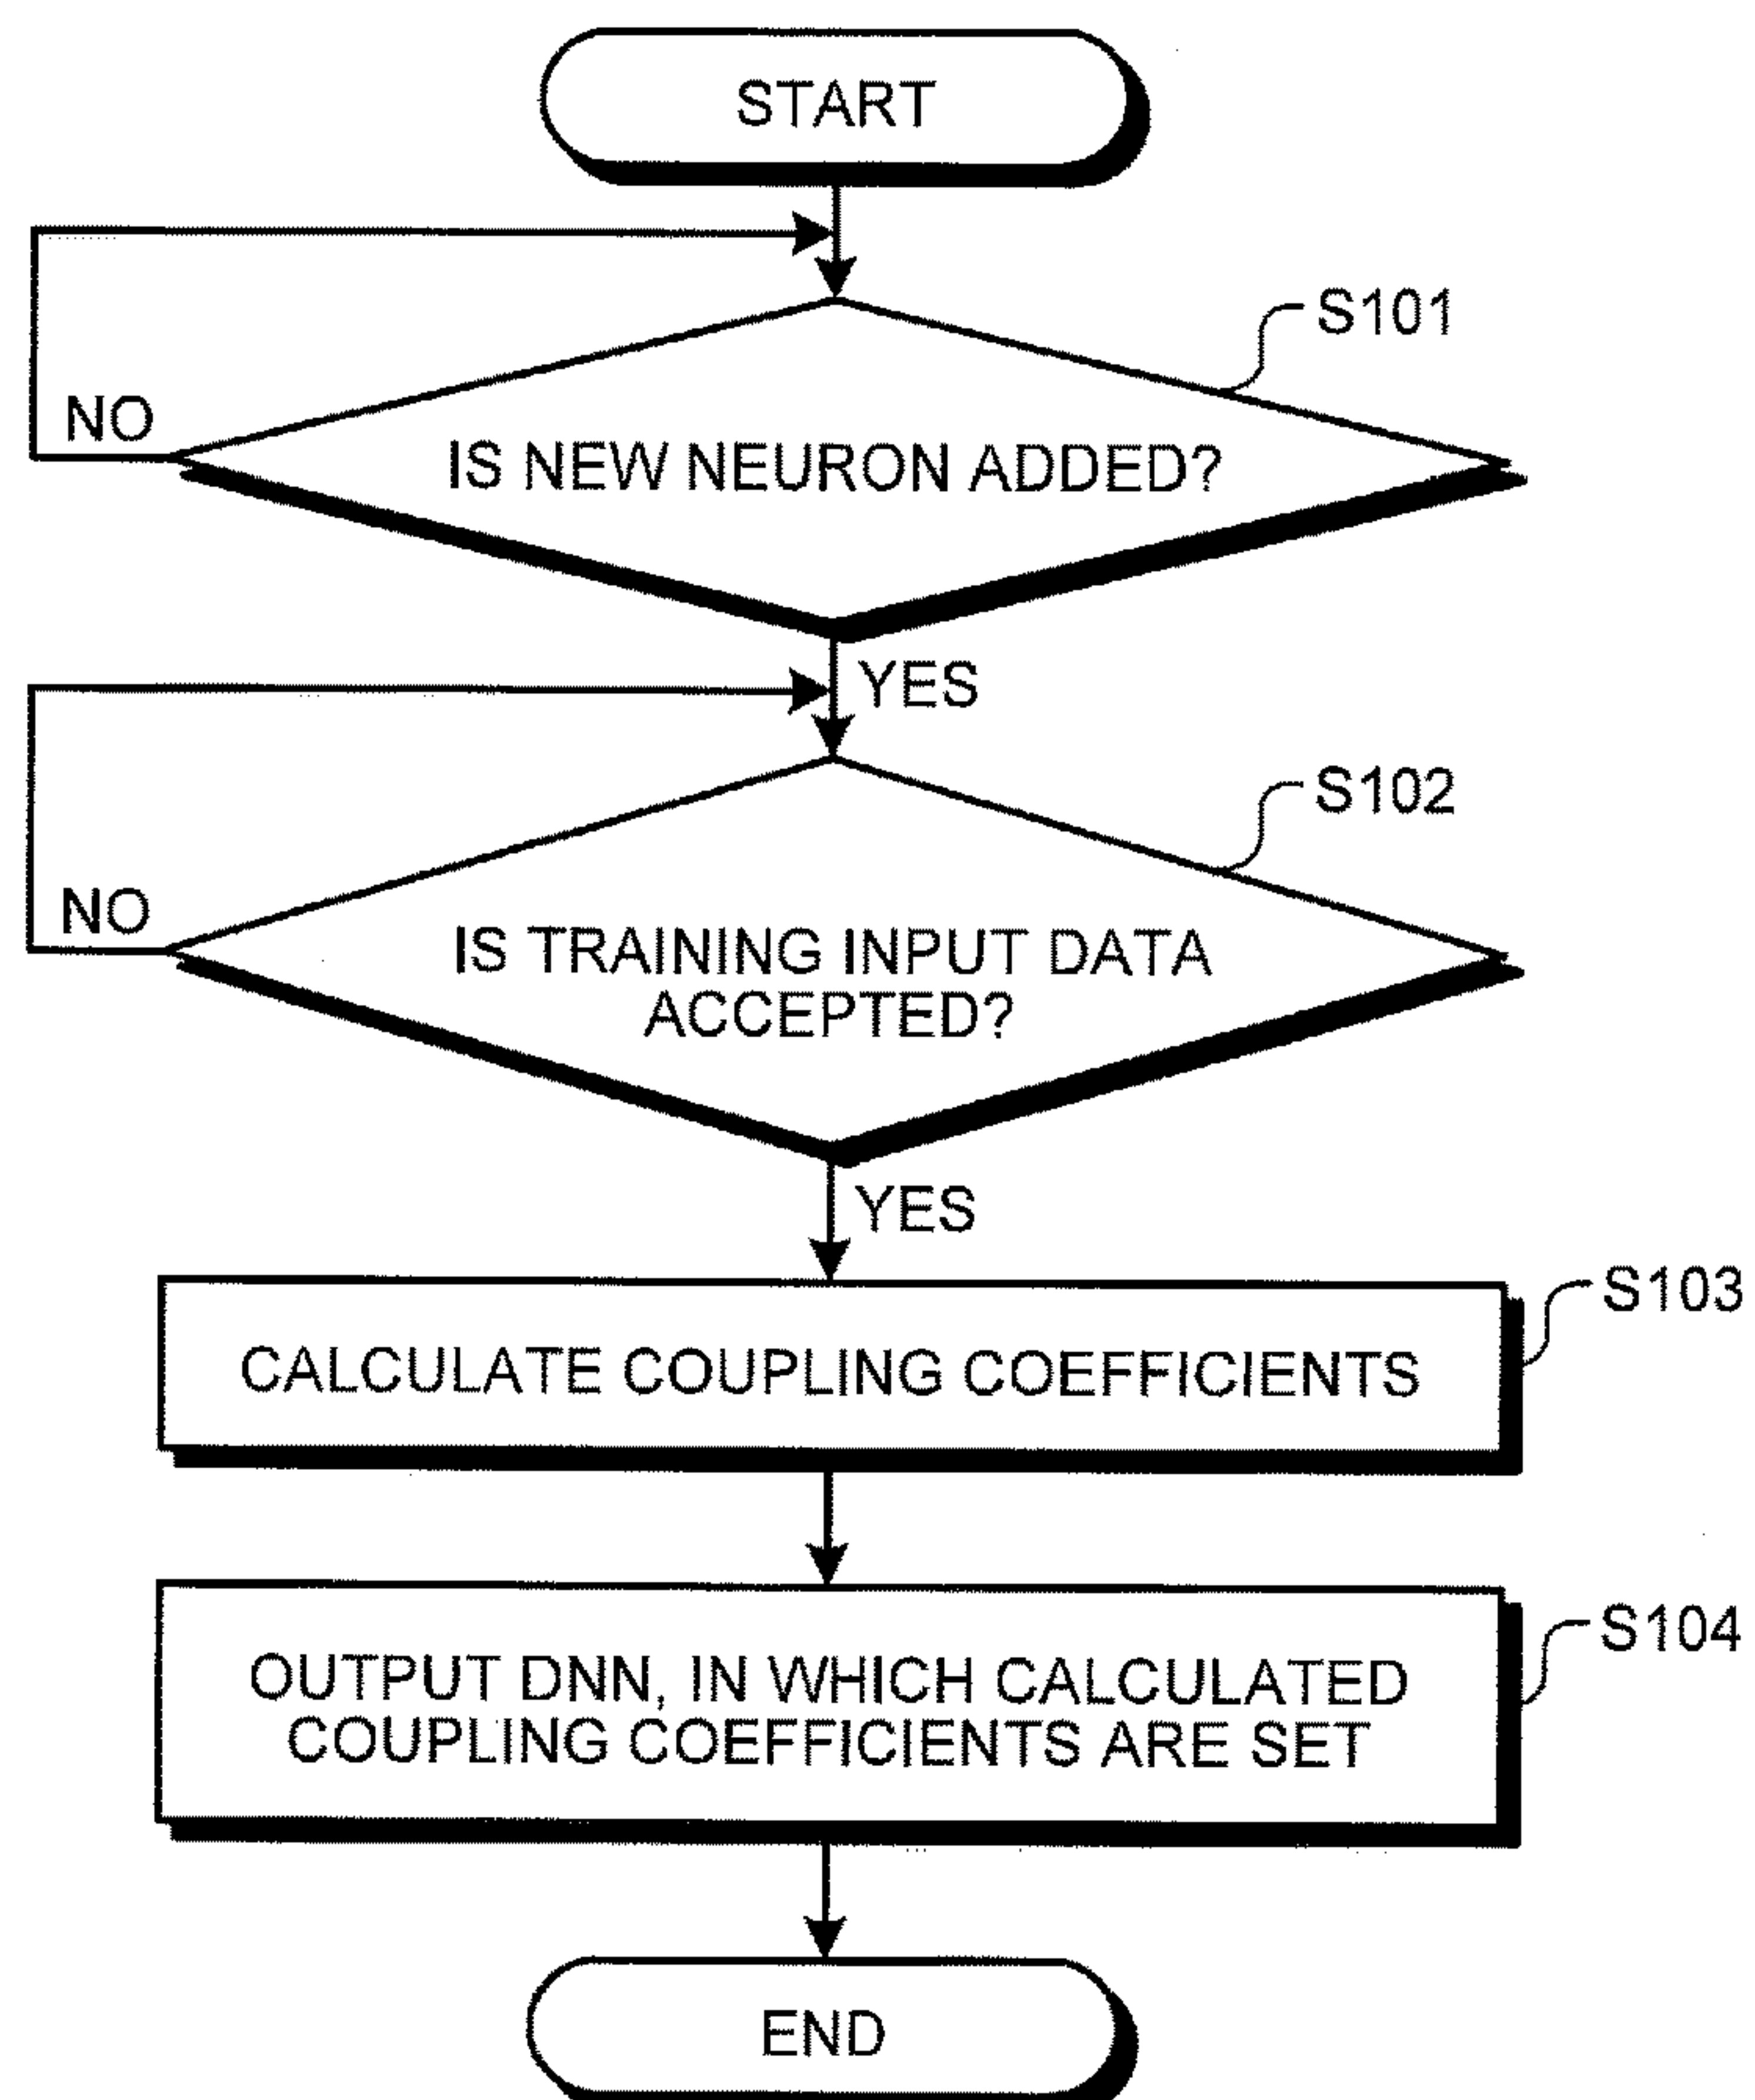 START
S101
NO
IS NEW NEURON ADDED?
YES
S102
NO
IS TRAINING INPUT DATA
ACCEPTED?
YES
S103
CALCULATE COUPLING COEFFICIENTS
S104
OUTPUT DNN, IN WHICH CALCULATED
COUPLING COEFFICIENTS ARE SET
END